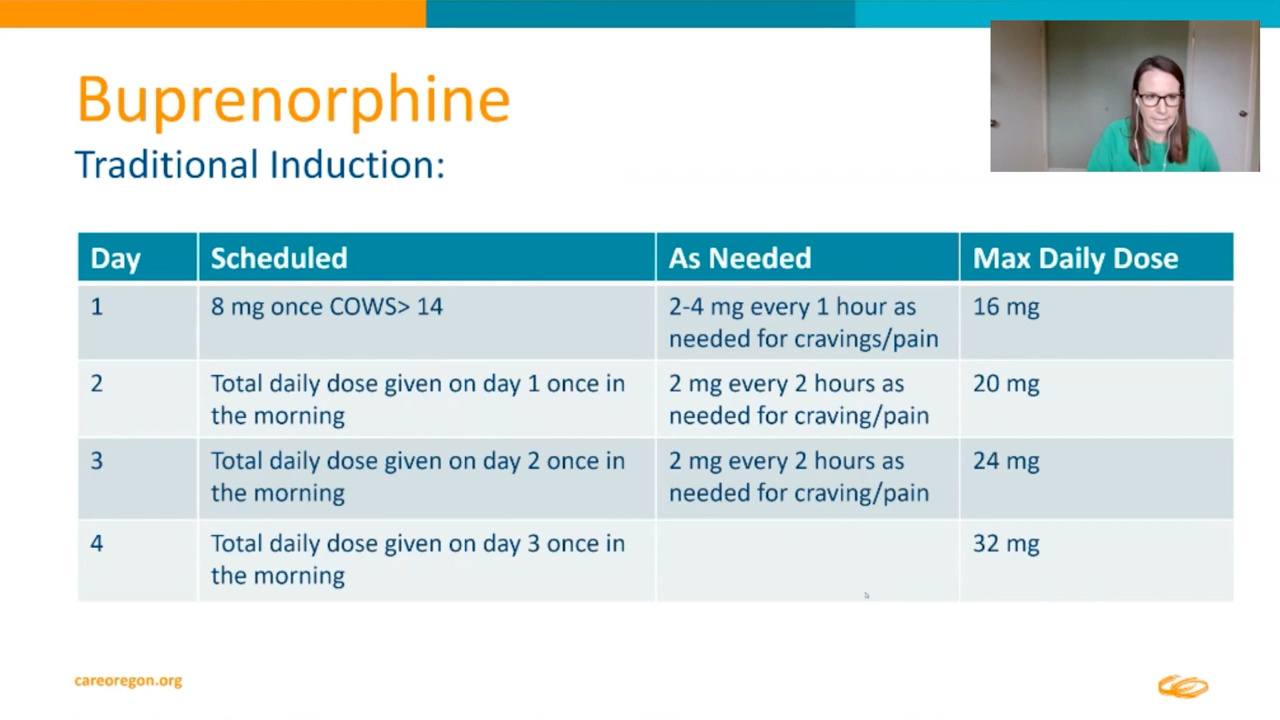 Buprenorphine
Traditional Induction:
Day Scheduled As Needed Max Daily Dose
1 8 mg once COWS> 14 2-4 mg every 1 hour as 16 mg
needed for cravings/pain
2 Total daily dose given on day 1 once in 2 mg every 2 hours as 20 mg
the morning needed for craving/pain
3 Total daily dose given on day 2 once in 2 mg every 2 hours as 24 mg
the morning needed for craving/pain
4 Total daily dose given on day 3 once in 32 mg
the morning
careoregon.org